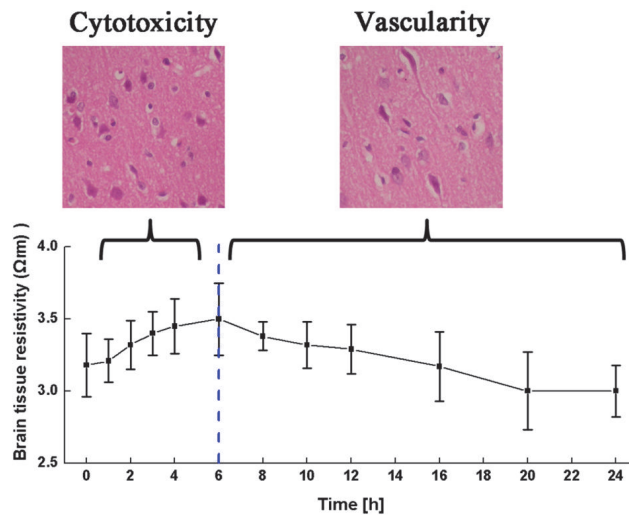 Cytotoxicity
Vascularity
Brain tissue resistivity (Ωm) )
4.0
3.5
3.0
2.5
0 2 4 6 8 10 12 14 16 18 20 22 24
Time [h]